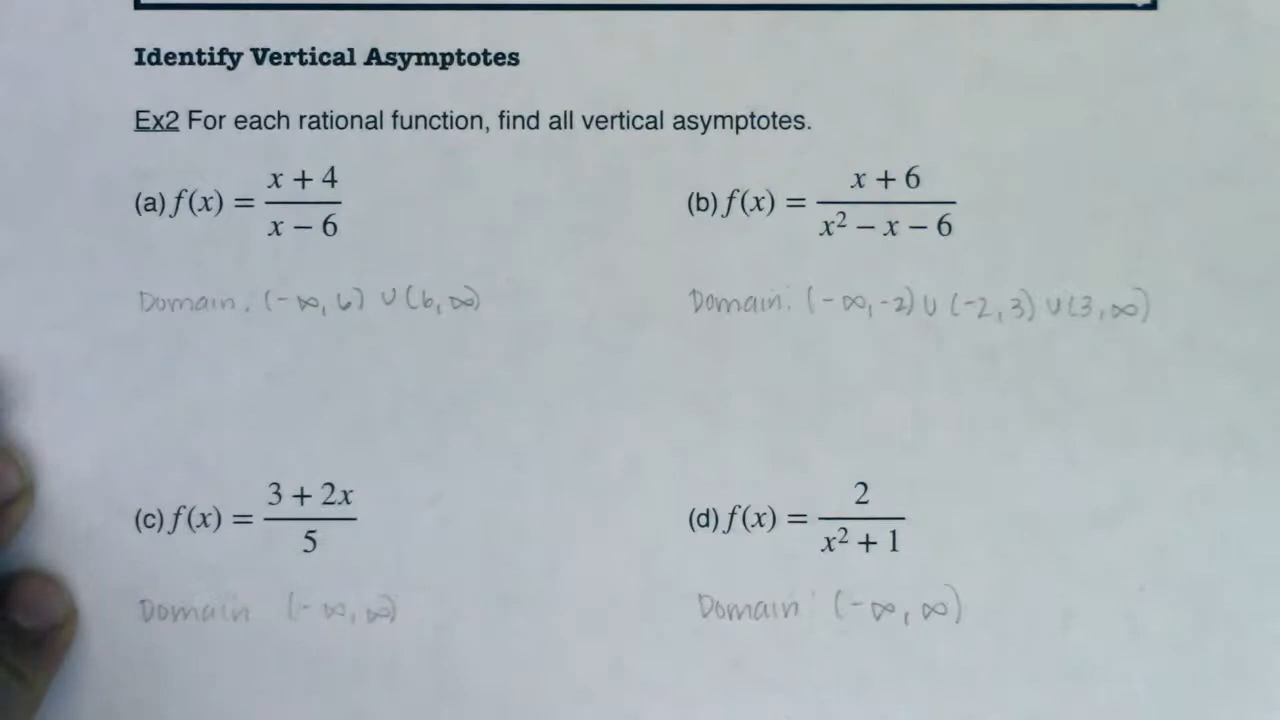 Identify Vertical Asymptotes
Ex2 For each rational function, find all vertical asymptotes.
(a) f(x) = (x + 4)/(x − 6)
(b) f(x) = (x + 6)/(x² − x − 6)
Domain: (-∞, 6) ∪ (6, ∞)
Domain: (-∞, -2) ∪ (-2, 3) ∪ (3, ∞)
(c) f(x) = (3 + 2x)/5
(d) f(x) = 2/(x² + 1)
Domain (-∞, ∞)
Domain: (-∞, ∞)